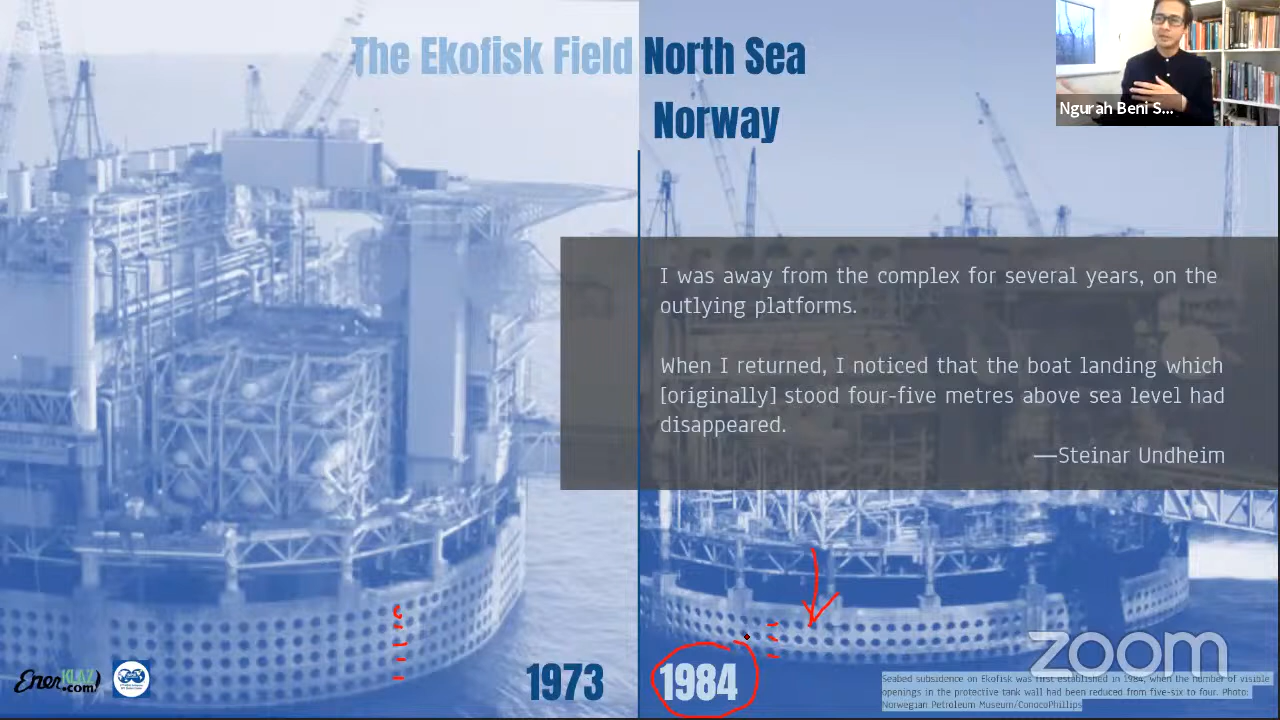 The Ekofisk Field North Sea
Norway
Ngurah Beni S...
I was away from the complex for several years, on the
outlying platforms.
When I returned, I noticed that the boat landing which
[originally] stood four-five metres above sea level had
disappeared.
—Steinar Undheim
1973
1984
EnerKLAZ
.com
zoom
Seabed subsidence on Ekofisk was first established in 1984, when the number of visible
openings in the protective tank wall had been reduced from five-six to four. Photo:
Norwegian Petroleum Museum/ConocoPhillips